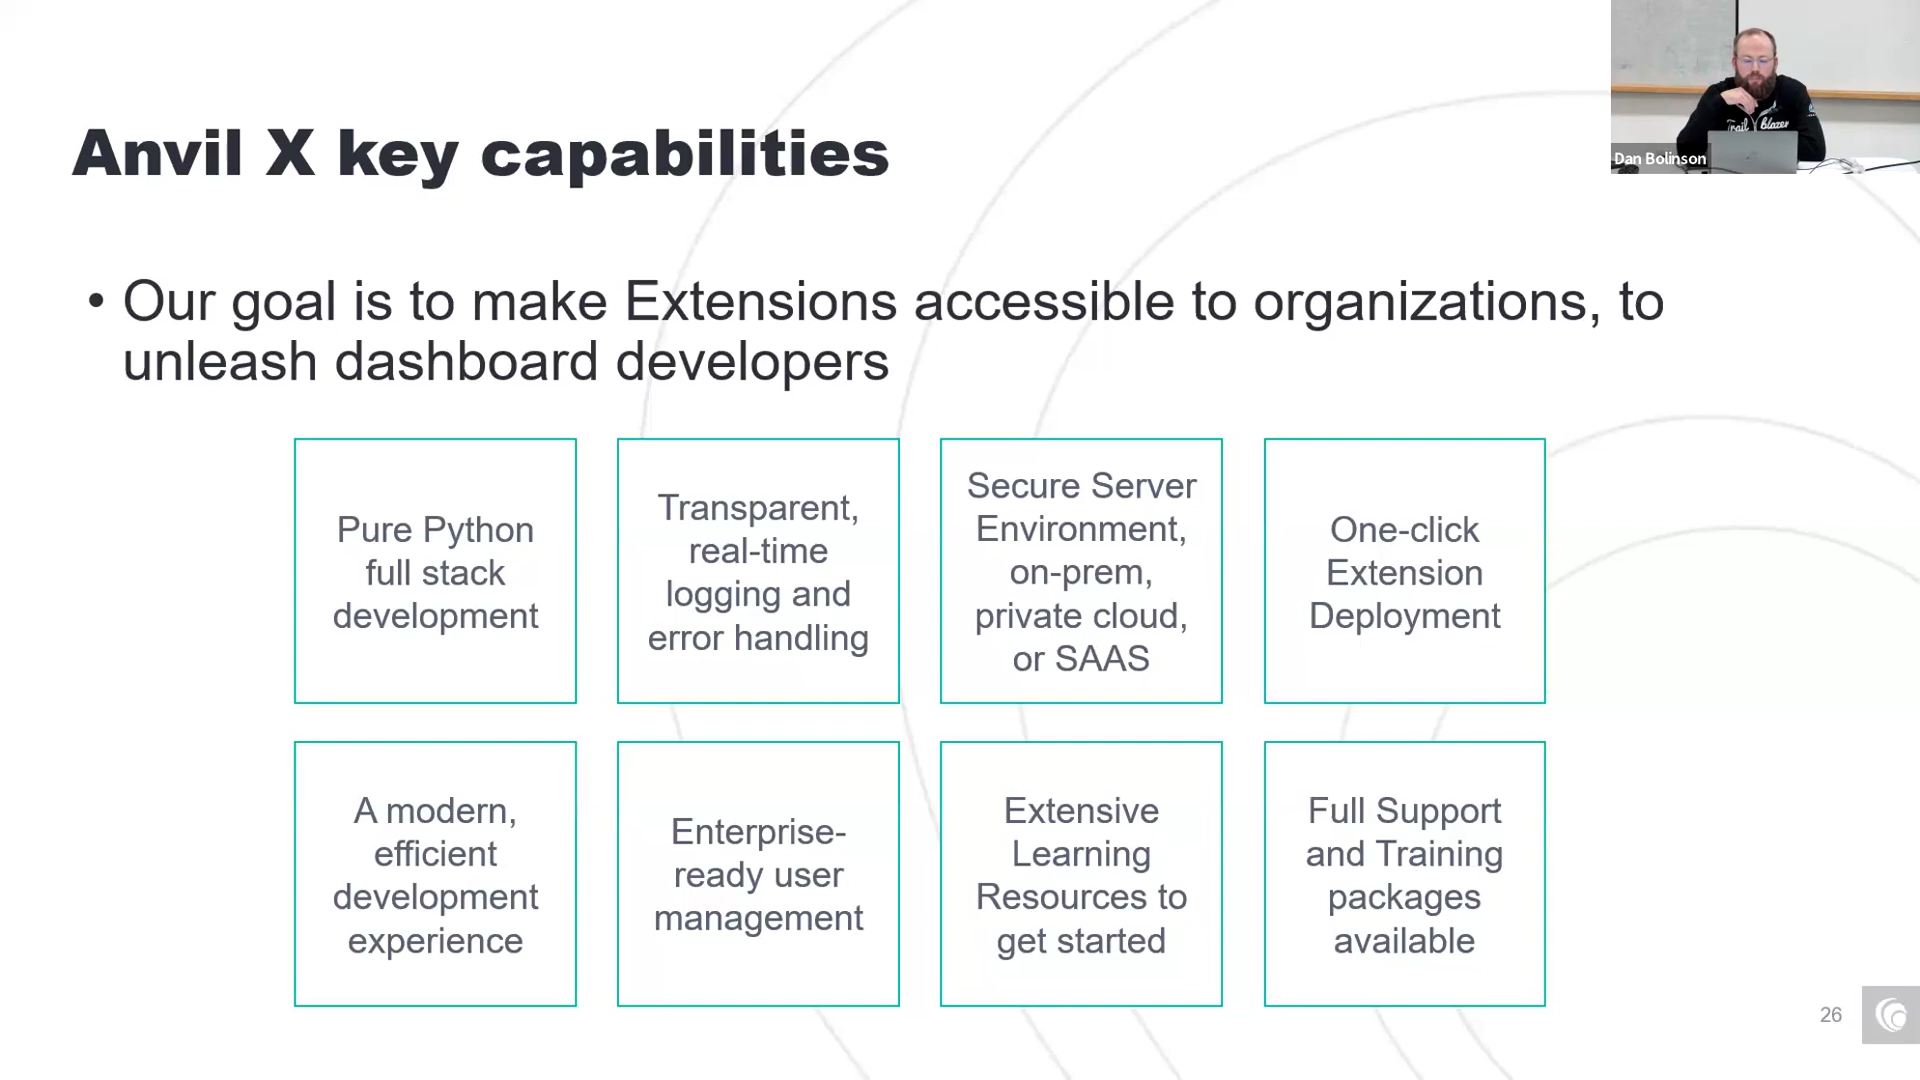 Anvil X key capabilities
Dan Bolinson
• Our goal is to make Extensions accessible to organizations, to
unleash dashboard developers
Pure Python
full stack
development
Transparent,
real-time
logging and
error handling
Secure Server
Environment,
on-prem,
private cloud,
or SAAS
One-click
Extension
Deployment
A modern,
efficient
development
experience
Enterprise-
ready user
management
Extensive
Learning
Resources to
get started
Full Support
and Training
packages
available
26
Trail Blazer